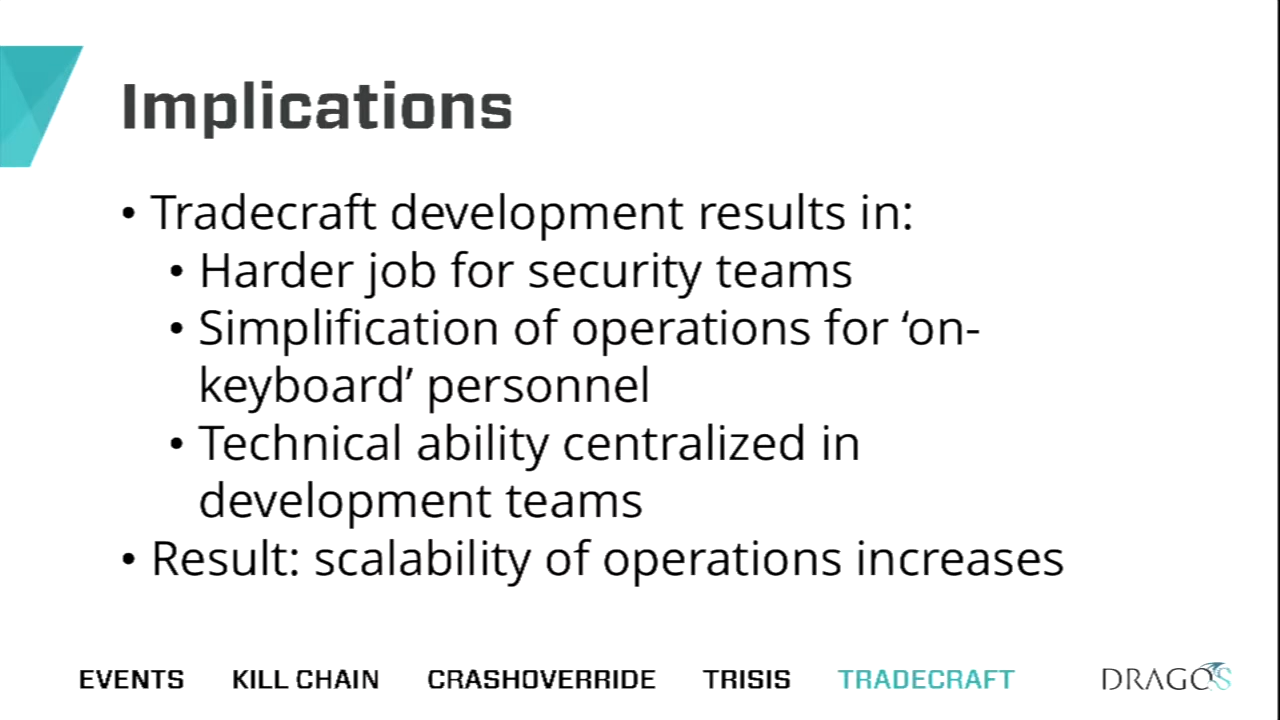 Implications
• Tradecraft development results in:
• Harder job for security teams
• Simplification of operations for ‘on-
keyboard’ personnel
• Technical ability centralized in
development teams
• Result: scalability of operations increases
EVENTS KILL CHAIN CRASHOVERRIDE TRISIS TRADECRAFT DRAGOS